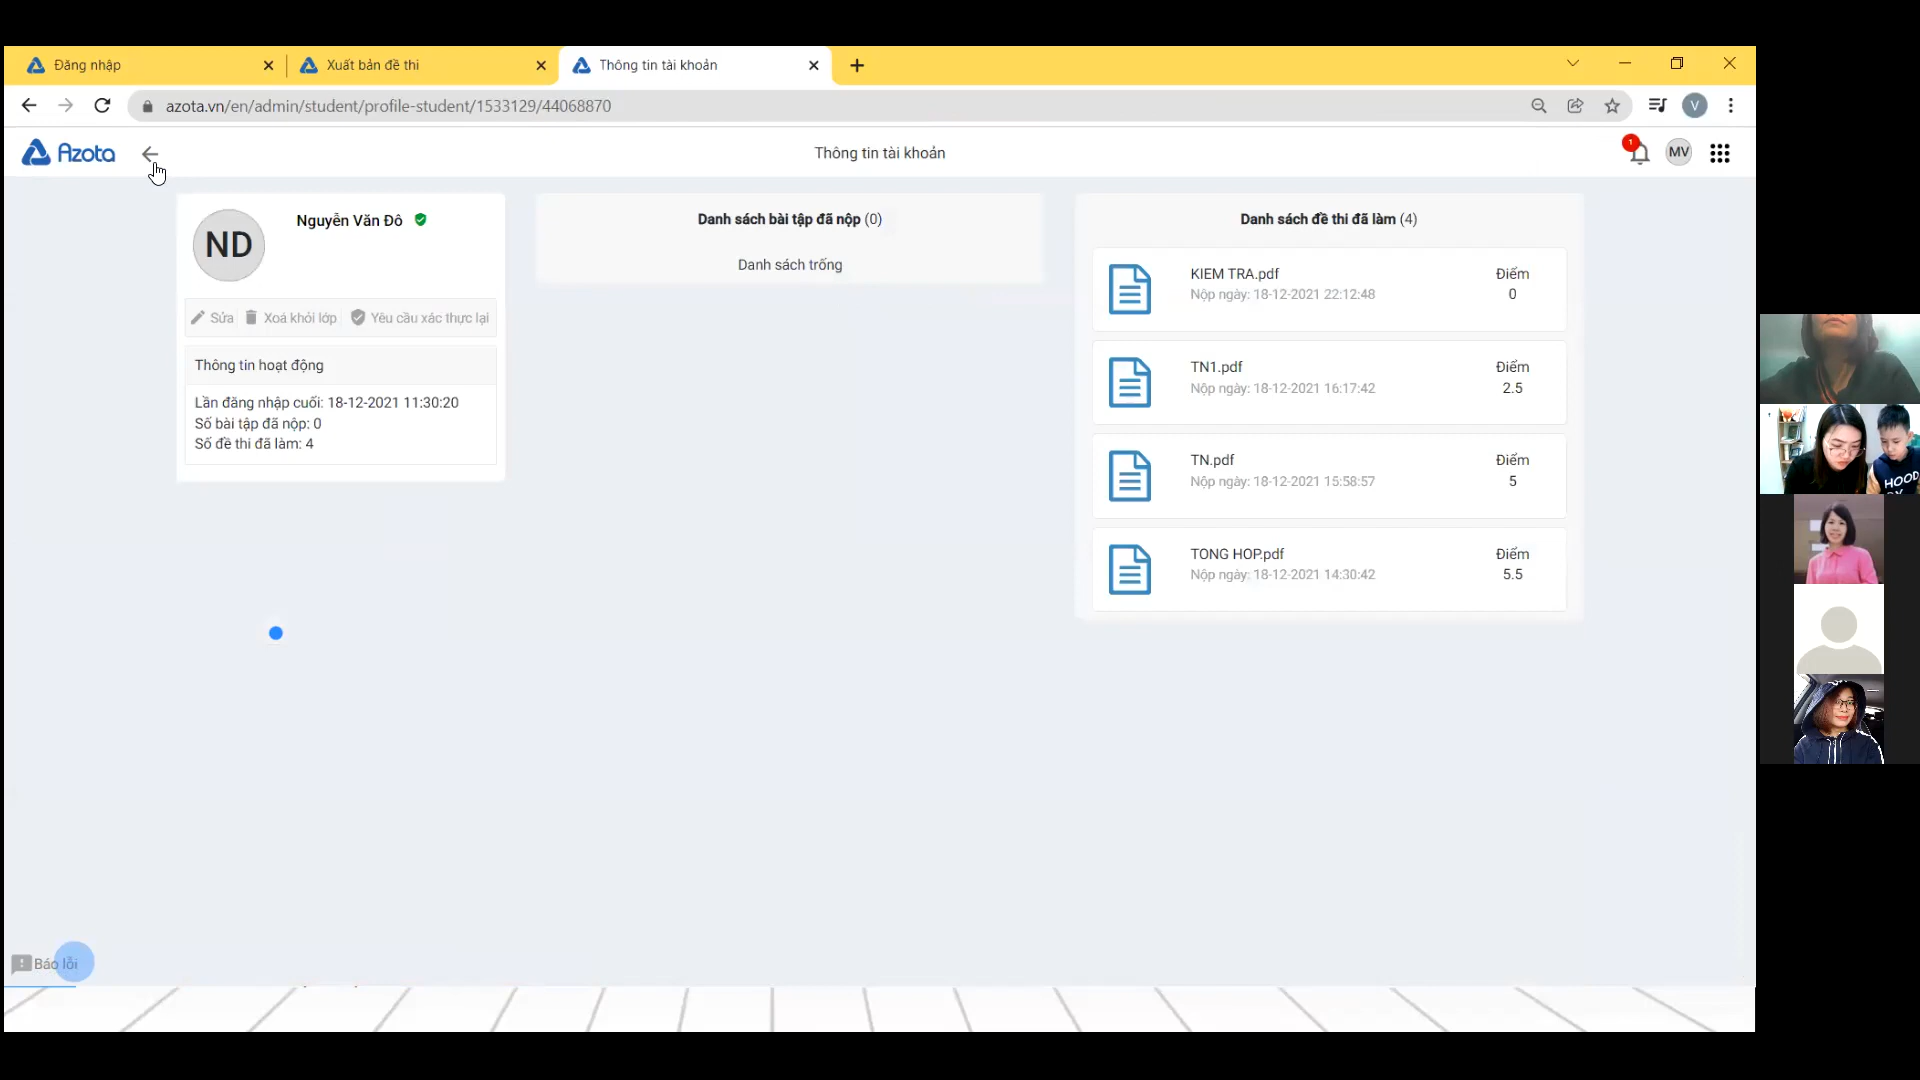 Đăng nhập
Xuất bản đề thi
Thông tin tài khoản
azota.vn/en/admin/student/profile-student/1533129/44068870
V
Azota
Thông tin tài khoản
1
MV
ND
Nguyễn Văn Đô
Sửa
Xoá khỏi lớp
Yêu cầu xác thực lại
Thông tin hoạt động
Lần đăng nhập cuối: 18-12-2021 11:30:20
Số bài tập đã nộp: 0
Số đề thi đã làm: 4
Danh sách bài tập đã nộp (0)
Danh sách trống
Danh sách đề thi đã làm (4)
KIEM TRA.pdf
Nộp ngày: 18-12-2021 22:12:48
Điểm
0
TN1.pdf
Nộp ngày: 18-12-2021 16:17:42
Điểm
2.5
TN.pdf
Nộp ngày: 18-12-2021 15:58:57
Điểm
5
TONG HOP.pdf
Nộp ngày: 18-12-2021 14:30:42
Điểm
5.5
Báo lỗi
HOOD